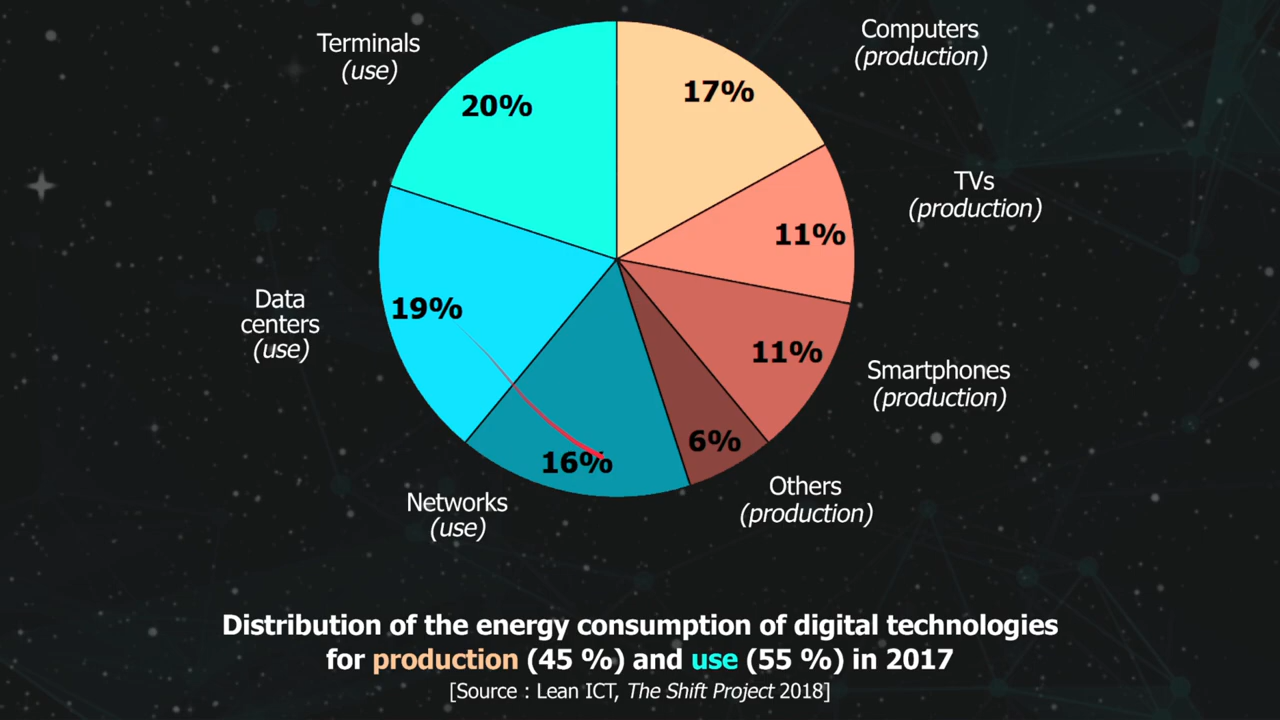 Terminals
(use)
20%
Computers
(production)
17%
TVs
(production)
11%
Smartphones
(production)
11%
Others
(production)
6%
Networks
(use)
16%
Data
centers
(use)
19%
Distribution of the energy consumption of digital technologies
for production (45 %) and use (55 %) in 2017
[Source : Lean ICT, The Shift Project 2018]